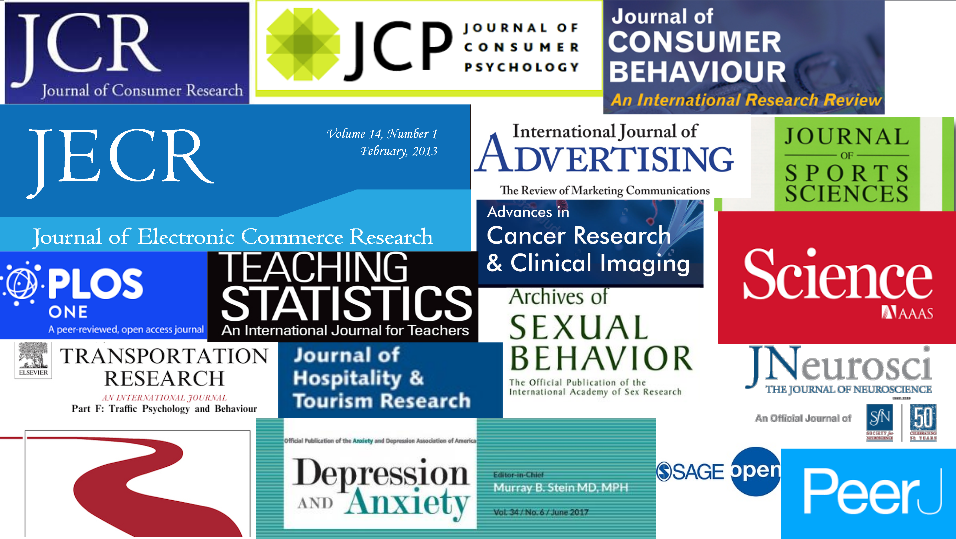 JCR
Journal of Consumer Research
JCP
JOURNAL OF
CONSUMER
PSYCHOLOGY
Journal of
CONSUMER
BEHAVIOUR
An International Research Review
JECR
Volume 14, Number 1
February, 2013
Journal of Electronic Commerce Research
International Journal of
ADVERTISING
The Review of Marketing Communications
JOURNAL
OF
SPORTS
SCIENCES
Advances in
Cancer Research
& Clinical Imaging
Science
AAAS
PLOS
ONE
A peer-reviewed, open access journal
TEACHING
STATISTICS
An International Journal for Teachers
Archives of
SEXUAL
BEHAVIOR
The Official Publication of the
International Academy of Sex Research
ELSEVIER
TRANSPORTATION
RESEARCH
AN INTERNATIONAL JOURNAL
Part F: Traffic Psychology and Behaviour
Journal of
Hospitality &
Tourism Research
JNeurosci
THE JOURNAL OF NEUROSCIENCE
An Official Journal of
SfN
SOCIETY for
NEUROSCIENCE
50
YEARS
Official Publication of the Anxiety and Depression Association of America
Depression
AND Anxiety
Editor-in-Chief
Murray B. Stein MD, MPH
Vol. 34 / No. 6 / June 2017
SAGE open
PeerJ